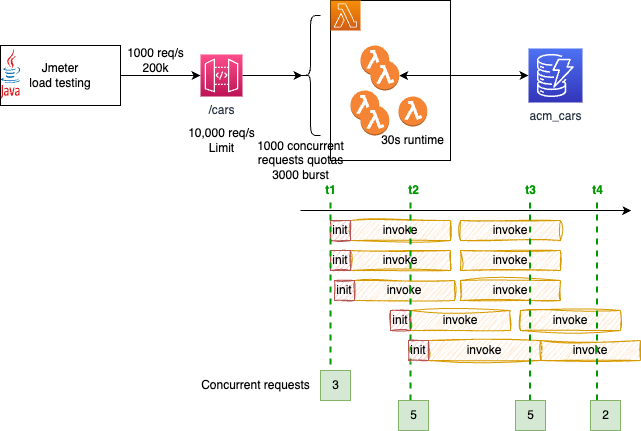 Jmeter
load testing
Java
1000 req/s
200k
/cars
10,000 req/s
Limit
1000 concurrent
requests quotas
3000 burst
30s runtime
acm_cars
t1 t2 t3 t4
init invoke invoke
init invoke invoke
init invoke invoke
init invoke invoke
init invoke invoke
Concurrent requests 3
5 5 2